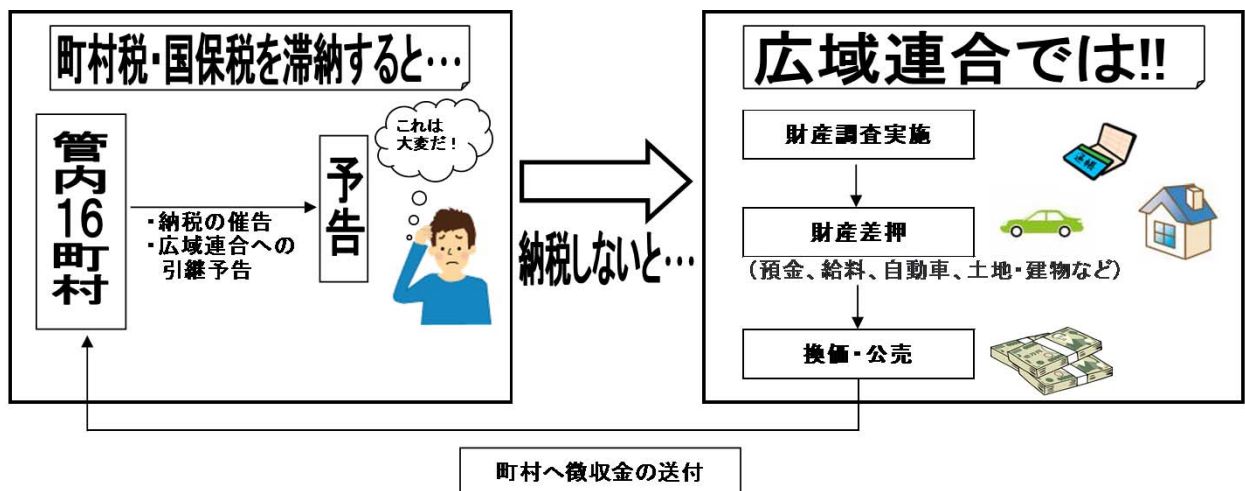 町村税・国保税を滞納すると…
管内16町村
・納税の催告
・広域連合への
引継予告
予告
これは
大変だ！
納税しないと…
広域連合では!!
財産調査実施
財産差押
（預金、給料、自動車、土地・建物など）
換価・公売
町村へ徴収金の送付